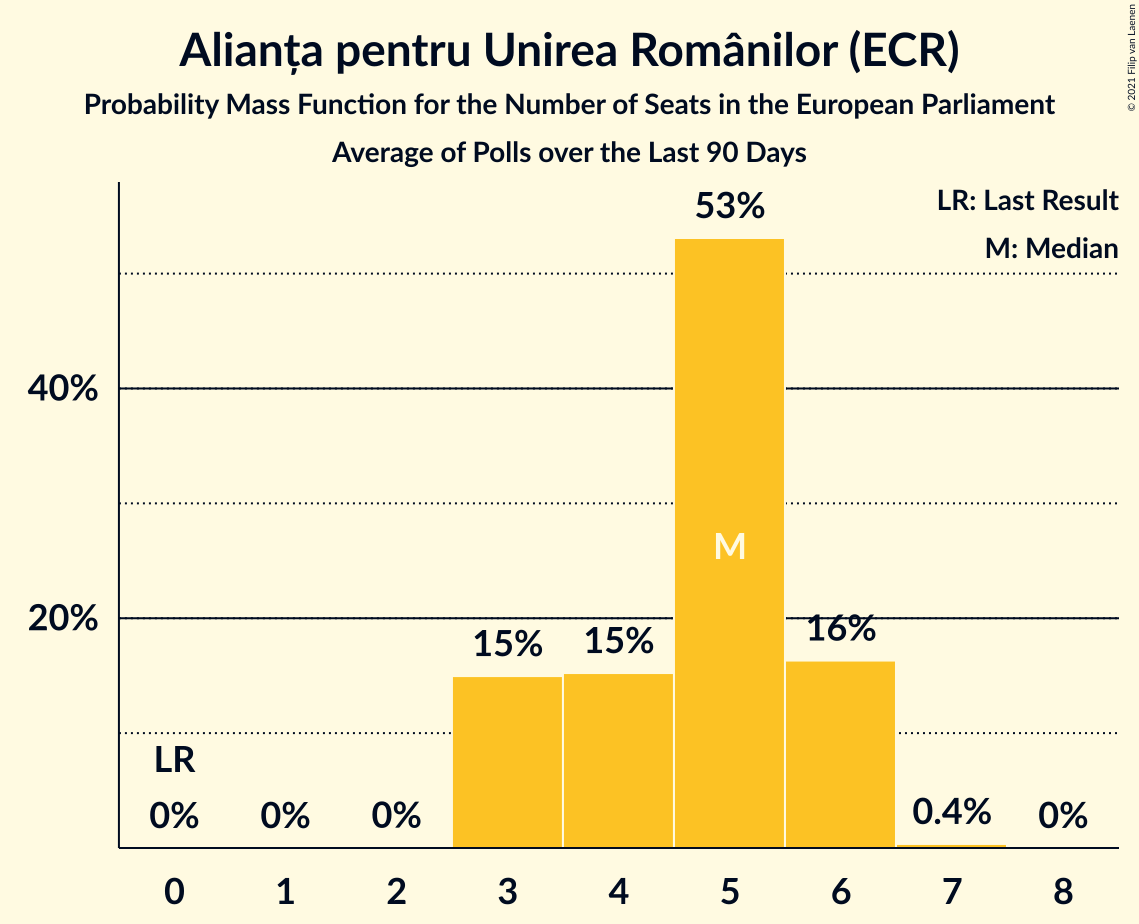 Alianța pentru Unirea Românilor (ECR)
Probability Mass Function for the Number of Seats in the European Parliament
Average of Polls over the Last 90 Days
© 2021 Filip van Laenen
LR: Last Result
M: Median
53%
40%
M
20%
15% 15% 16%
LR
0% 0% 0% 0.4% 0%
0 1 2 3 4 5 6 7 8